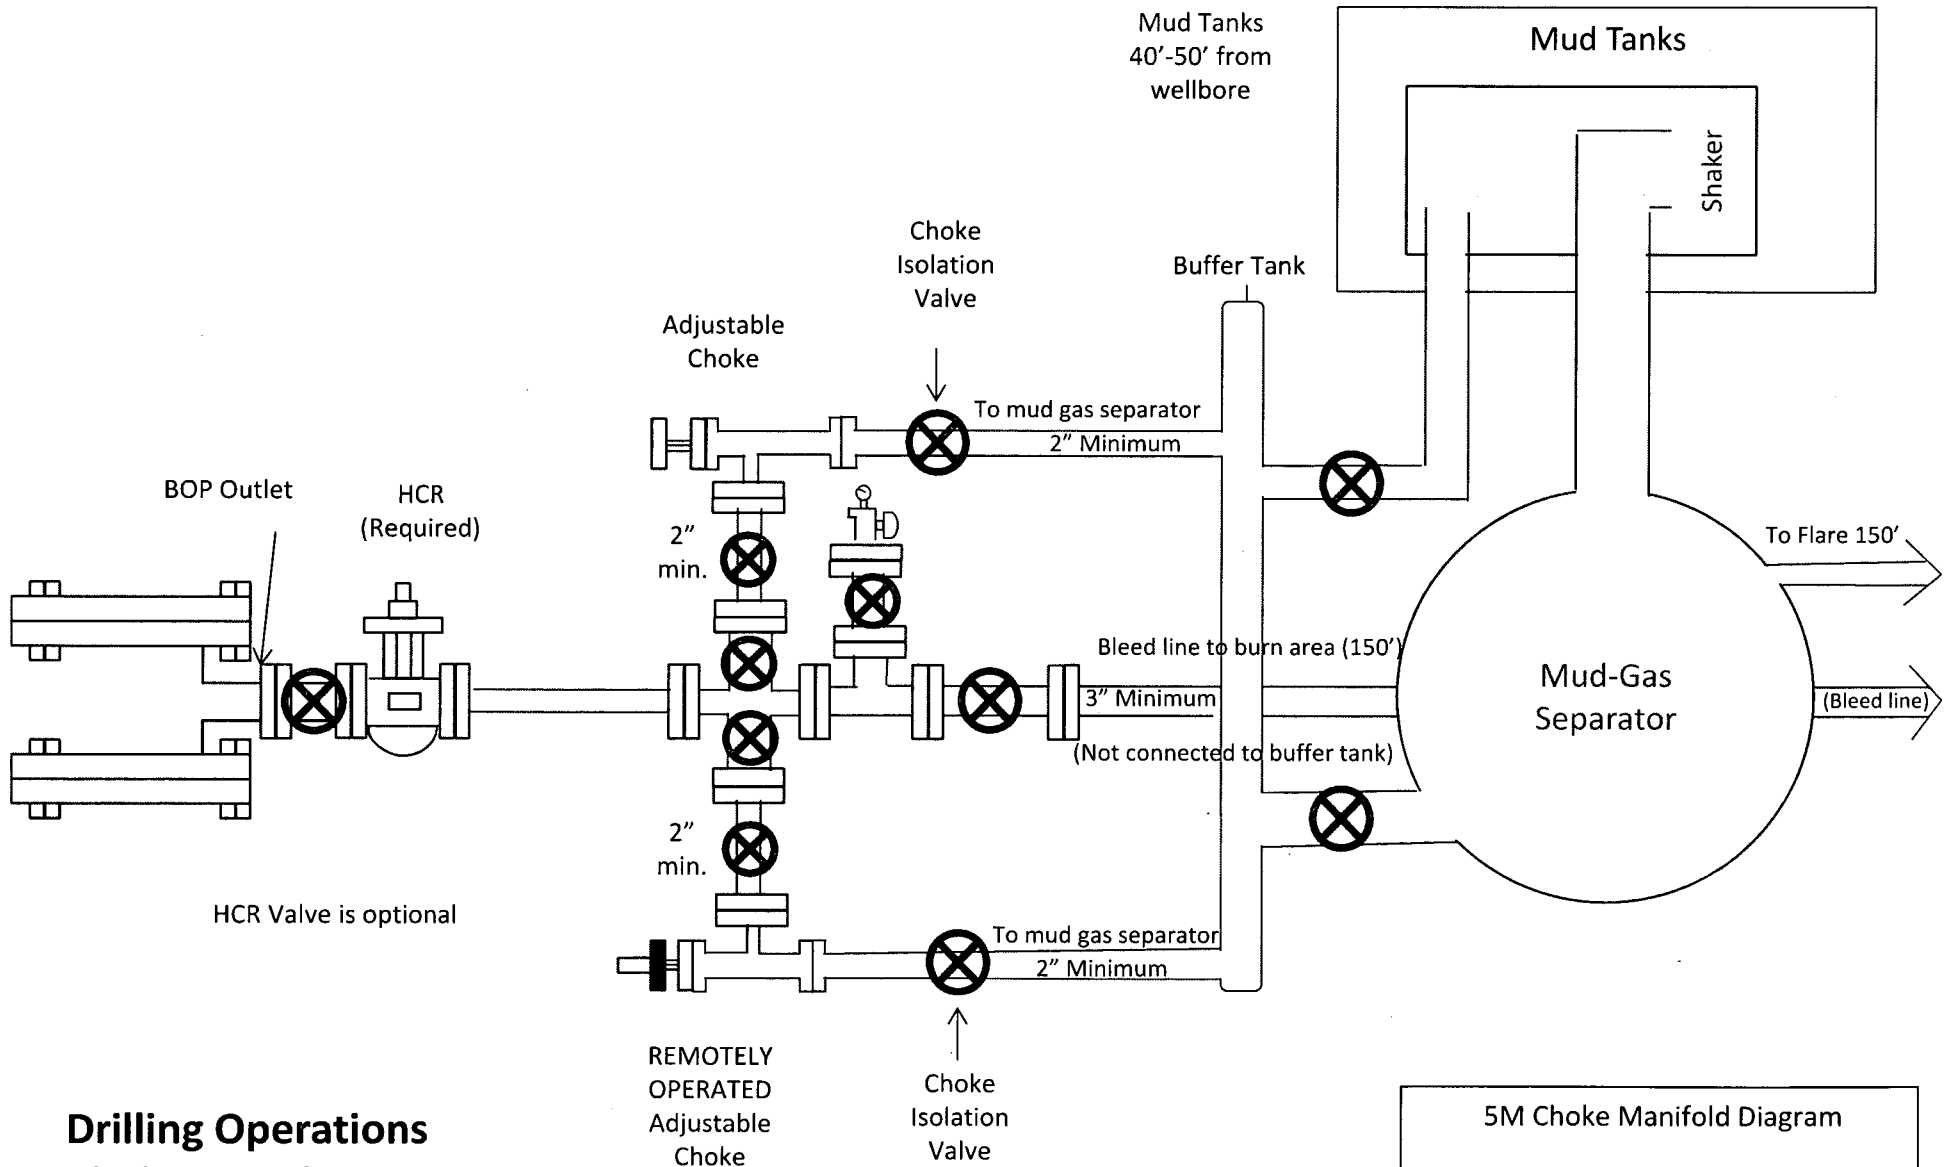 Mud Tanks
40'-50' from
wellbore
Mud Tanks
Shaker
Choke
Isolation
Valve
Buffer Tank
Adjustable
Choke
To mud gas separator
2" Minimum
BOP Outlet
HCR
(Required)
2"
min.
To Flare 150'
Bleed line to burn area (150')
3" Minimum
(Not connected to buffer tank)
Mud-Gas
Separator
(Bleed line)
2"
min.
HCR Valve is optional
To mud gas separator
2" Minimum
REMOTELY
OPERATED
Adjustable
Choke
Choke
Isolation
Valve
Drilling Operations
5M Choke Manifold Diagram